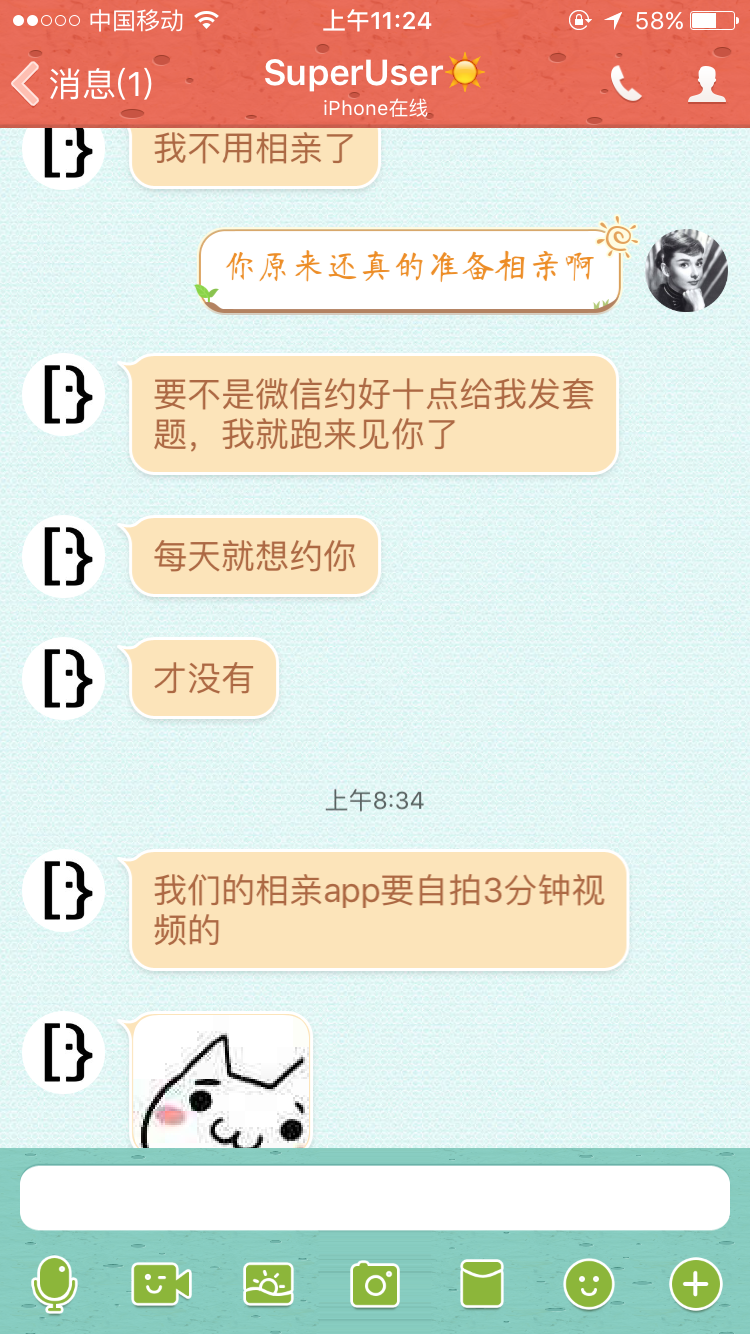 中国移动
上午11:24
58%
消息(1)
SuperUser☀️
iPhone在线
我不用相亲了
你原来还真的准备相亲啊
要不是微信约好十点给我发套
题，我就跑来见你了
每天就想约你
才没有
上午8:34
我们的相亲app要自拍3分钟视
频的